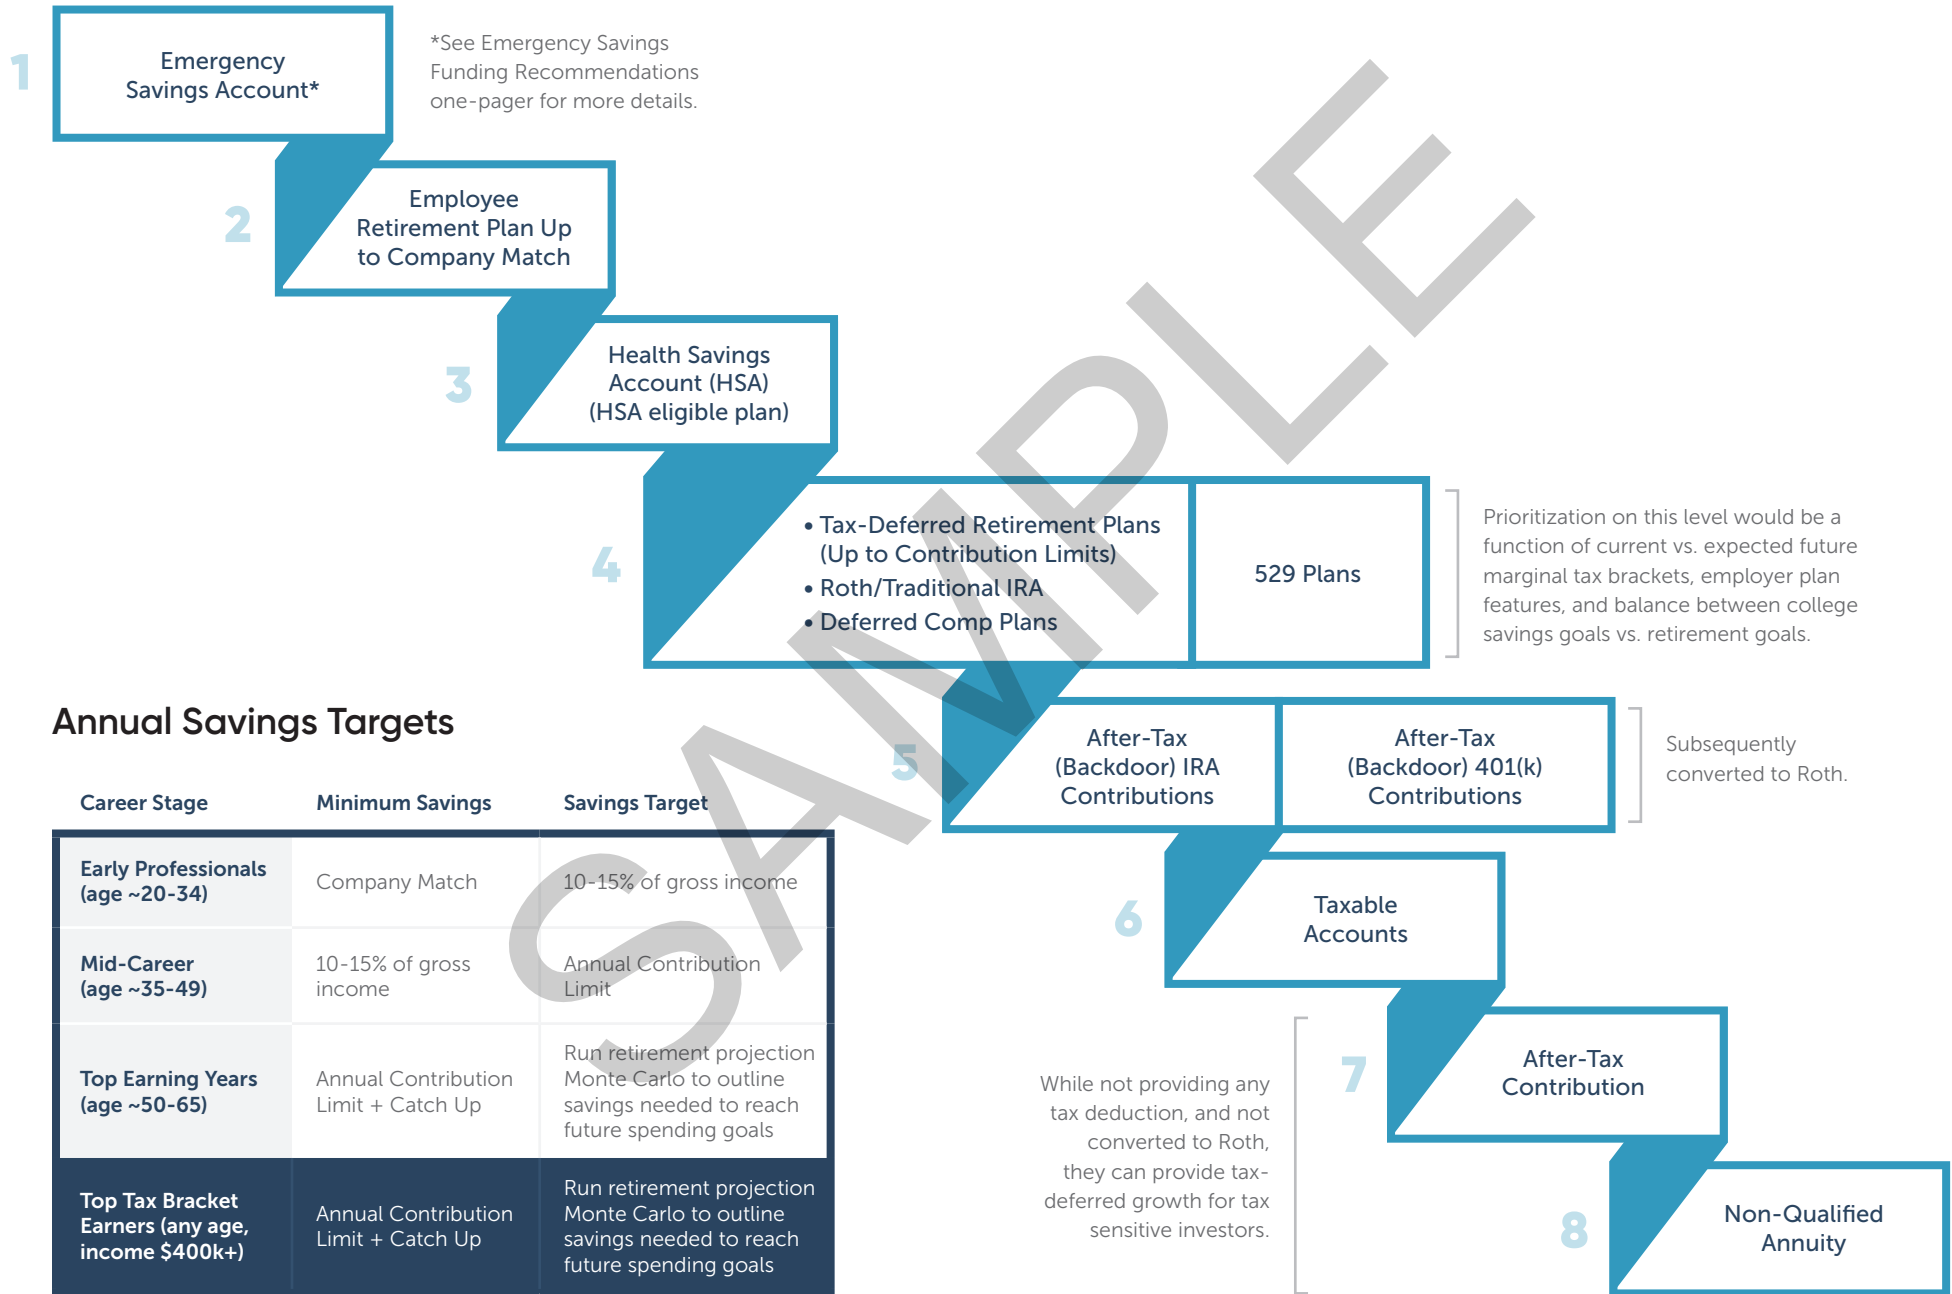 1
Emergency
Savings Account*
*See Emergency Savings
Funding Recommendations
one-pager for more details.
2
Employee
Retirement Plan Up
to Company Match
3
Health Savings
Account (HSA)
(HSA eligible plan)
4
• Tax-Deferred Retirement Plans
(Up to Contribution Limits)
• Roth/Traditional IRA
• Deferred Comp Plans
529 Plans
Prioritization on this level would be a
function of current vs. expected future
marginal tax brackets, employer plan
features, and balance between college
savings goals vs. retirement goals.
5
After-Tax
(Backdoor) IRA
Contributions
After-Tax
(Backdoor) 401(k)
Contributions
Subsequently
converted to Roth.
6
Taxable
Accounts
7
After-Tax
Contribution
While not providing any
tax deduction, and not
converted to Roth,
they can provide tax-
deferred growth for tax
sensitive investors.
8
Non-Qualified
Annuity
Annual Savings Targets
Career Stage
Minimum Savings
Savings Target
Early Professionals
(age ~20-34)
Company Match
10-15% of gross income
Mid-Career
(age ~35-49)
10-15% of gross
income
Annual Contribution
Limit
Top Earning Years
(age ~50-65)
Annual Contribution
Limit + Catch Up
Run retirement projection
Monte Carlo to outline
savings needed to reach
future spending goals
Top Tax Bracket
Earners (any age,
income $400k+)
Annual Contribution
Limit + Catch Up
Run retirement projection
Monte Carlo to outline
savings needed to reach
future spending goals
SAMPLE